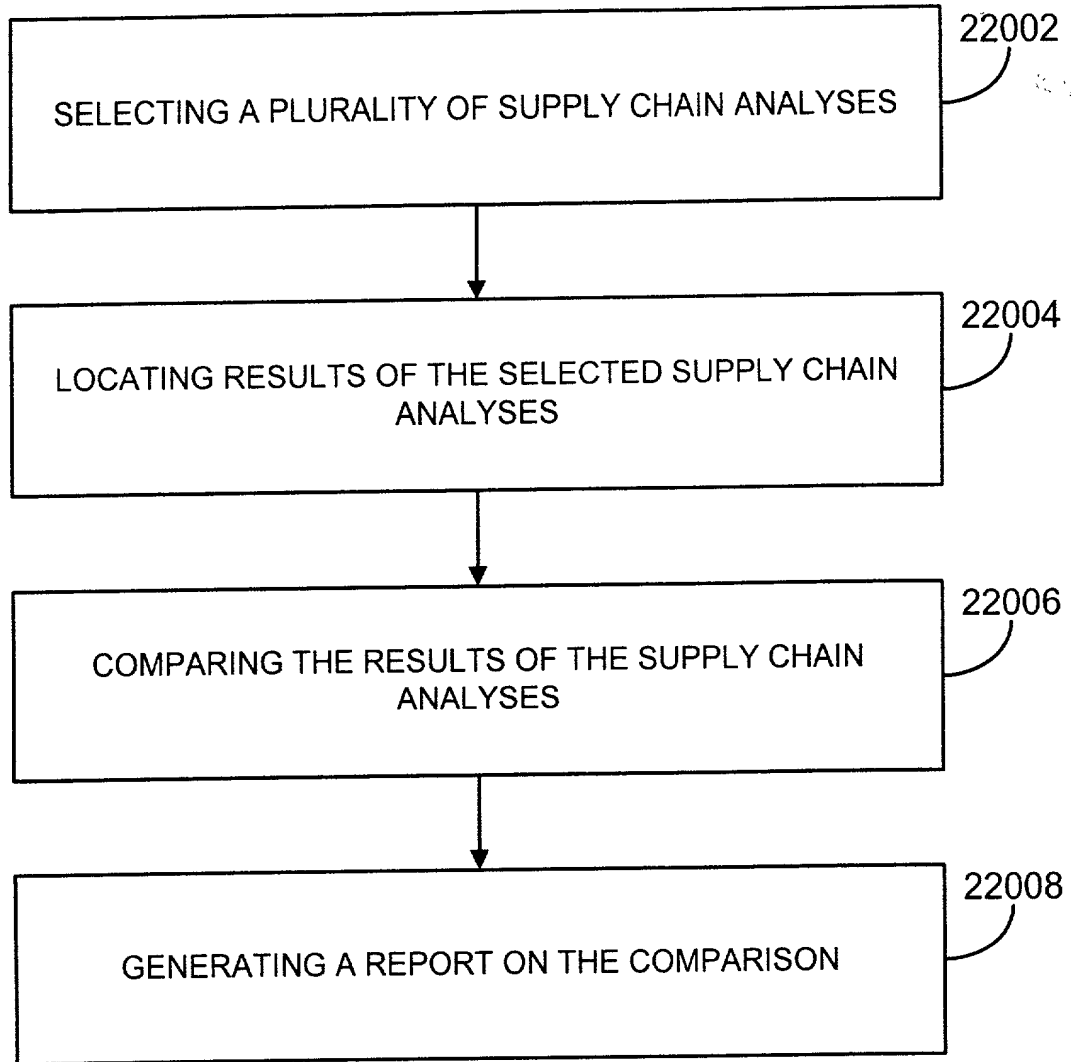 22002
SELECTING A PLURALITY OF SUPPLY CHAIN ANALYSES
22004
LOCATING RESULTS OF THE SELECTED SUPPLY CHAIN
ANALYSES
22006
COMPARING THE RESULTS OF THE SUPPLY CHAIN
ANALYSES
22008
GENERATING A REPORT ON THE COMPARISON